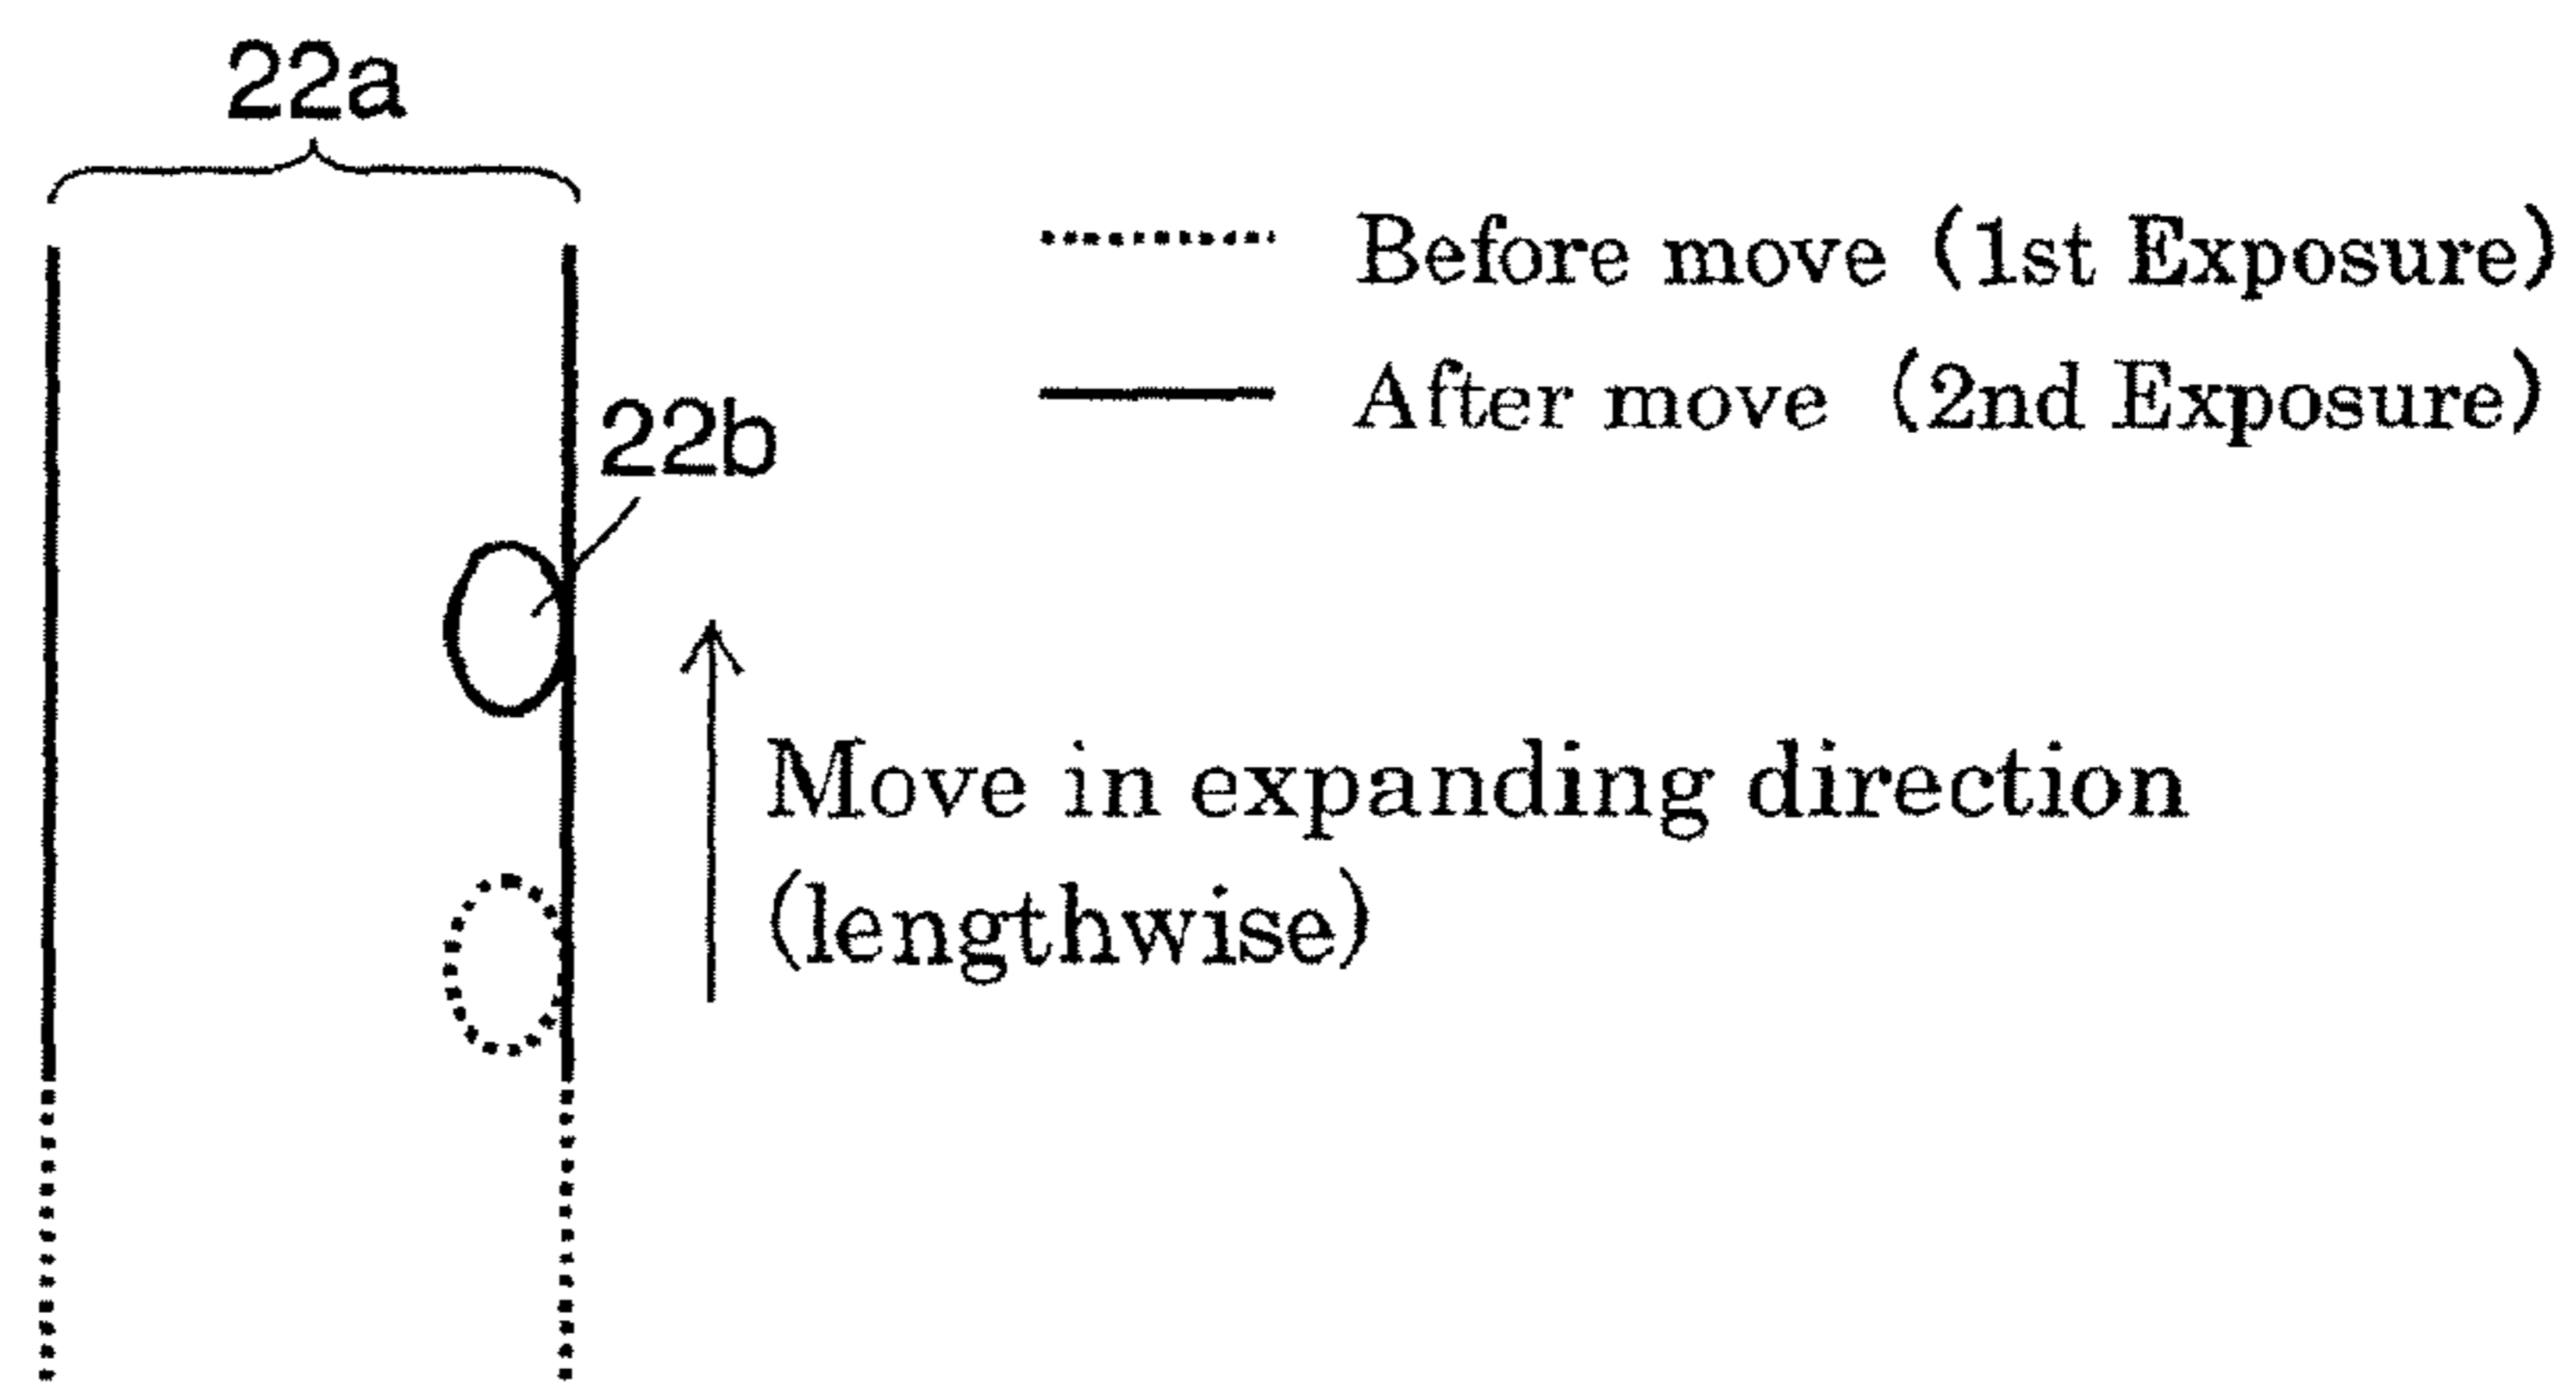 22a
Before move (1st Exposure)
After move (2nd Exposure)
22b
Move in expanding direction
(lengthwise)